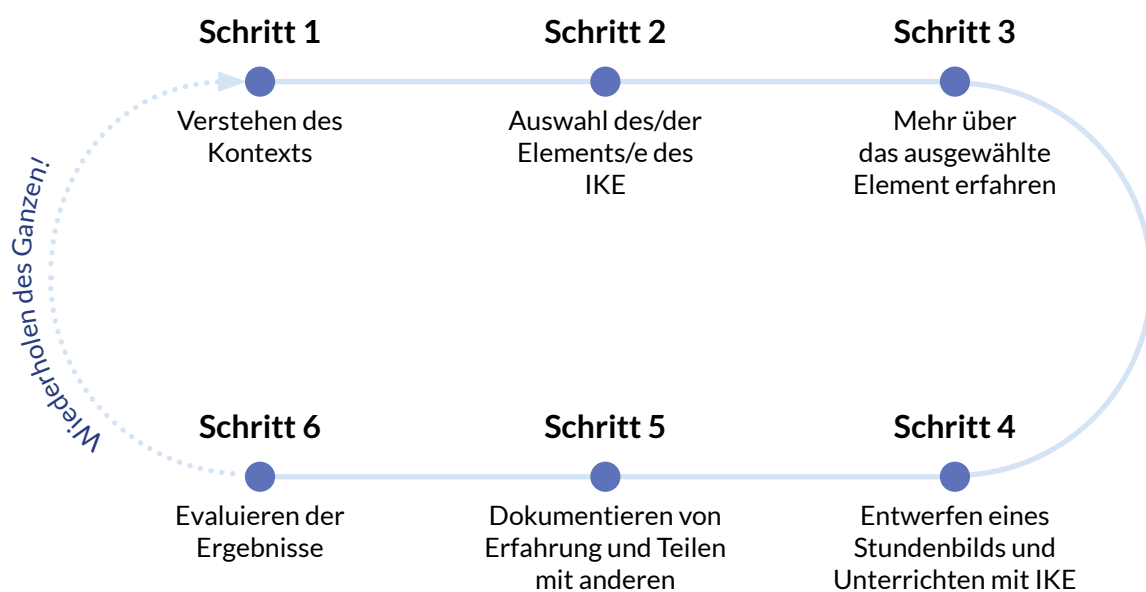 Schritt 1
Verstehen des
Kontexts
Schritt 2
Auswahl des/der
Elements/e des
IKE
Schritt 3
Mehr über
das ausgewählte
Element erfahren
Schritt 4
Entwerfen eines
Stundenbilds und
Unterrichten mit IKE
Schritt 5
Dokumentieren von
Erfahrung und Teilen
mit anderen
Schritt 6
Evaluieren der
Ergebnisse
Wiederholen des Ganzen!